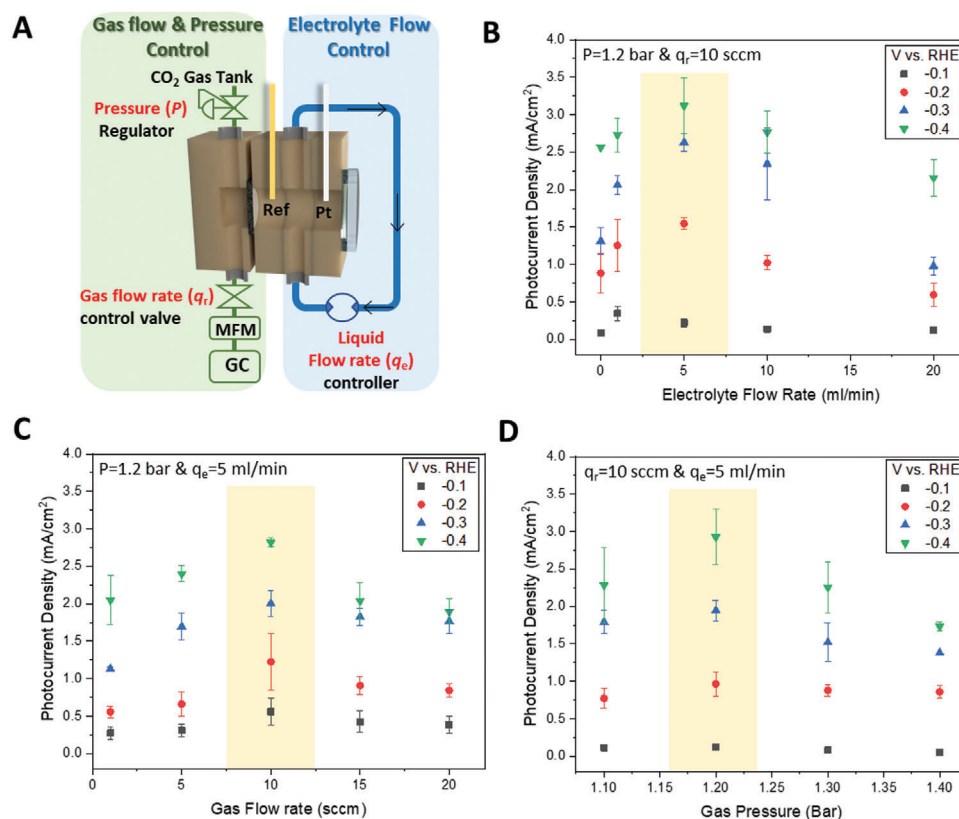 A
Gas flow & Pressure
Control
Electrolyte Flow
Control
CO2 Gas Tank
Pressure (P)
Regulator
Ref
Pt
Gas flow rate (qr)
control valve
MFM
GC
Liquid
Flow rate (qe)
controller
B
P=1.2 bar & qr=10 sccm
V vs. RHE
-0.1
-0.2
-0.3
-0.4
Photocurrent Density (mA/cm²)
4.0
3.5
3.0
2.5
2.0
1.5
1.0
0.5
0.0
0
5
10
15
20
Electrolyte Flow Rate (ml/min)
C
P=1.2 bar & qe=5 ml/min
V vs. RHE
-0.1
-0.2
-0.3
-0.4
Photocurrent Density (mA/cm²)
4.0
3.5
3.0
2.5
2.0
1.5
1.0
0.5
0.0
0
5
10
15
20
Gas Flow rate (sccm)
D
qr=10 sccm & qe=5 ml/min
V vs. RHE
-0.1
-0.2
-0.3
-0.4
Photocurrent Density (mA/cm²)
4.0
3.5
3.0
2.5
2.0
1.5
1.0
0.5
0.0
1.10
1.15
1.20
1.25
1.30
1.35
1.40
Gas Pressure (Bar)